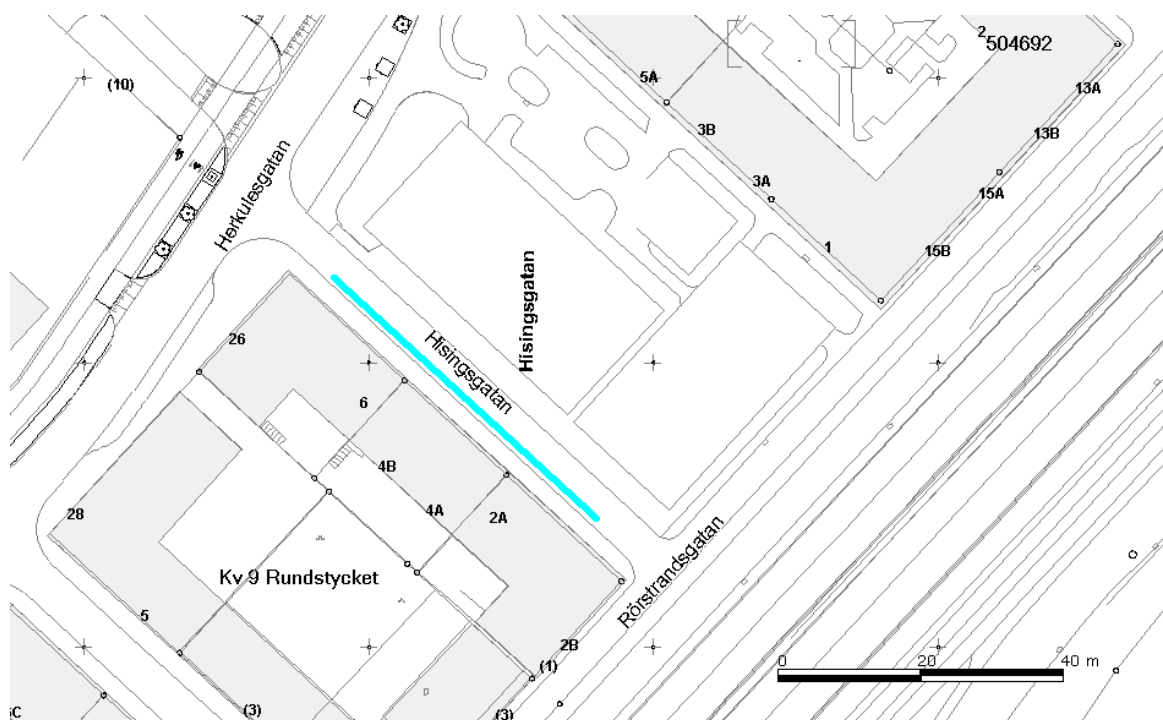 2
504692
(10)
5A
13A
3B
13B
Herkulesgatan
3A
15A
1
15B
Hisingsgatan
26
Hisingsgatan
6
4B
4A
2A
28
Kv 9 Rundstycket
Rörstrandsgatan
5
2B
(1)
0 20 40 m
(3)
(3)